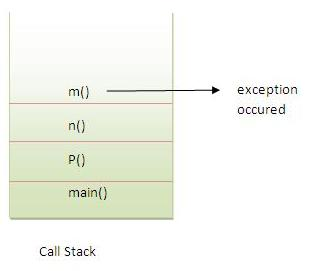 m()
exception
occured
n()
P()
main()
Call Stack